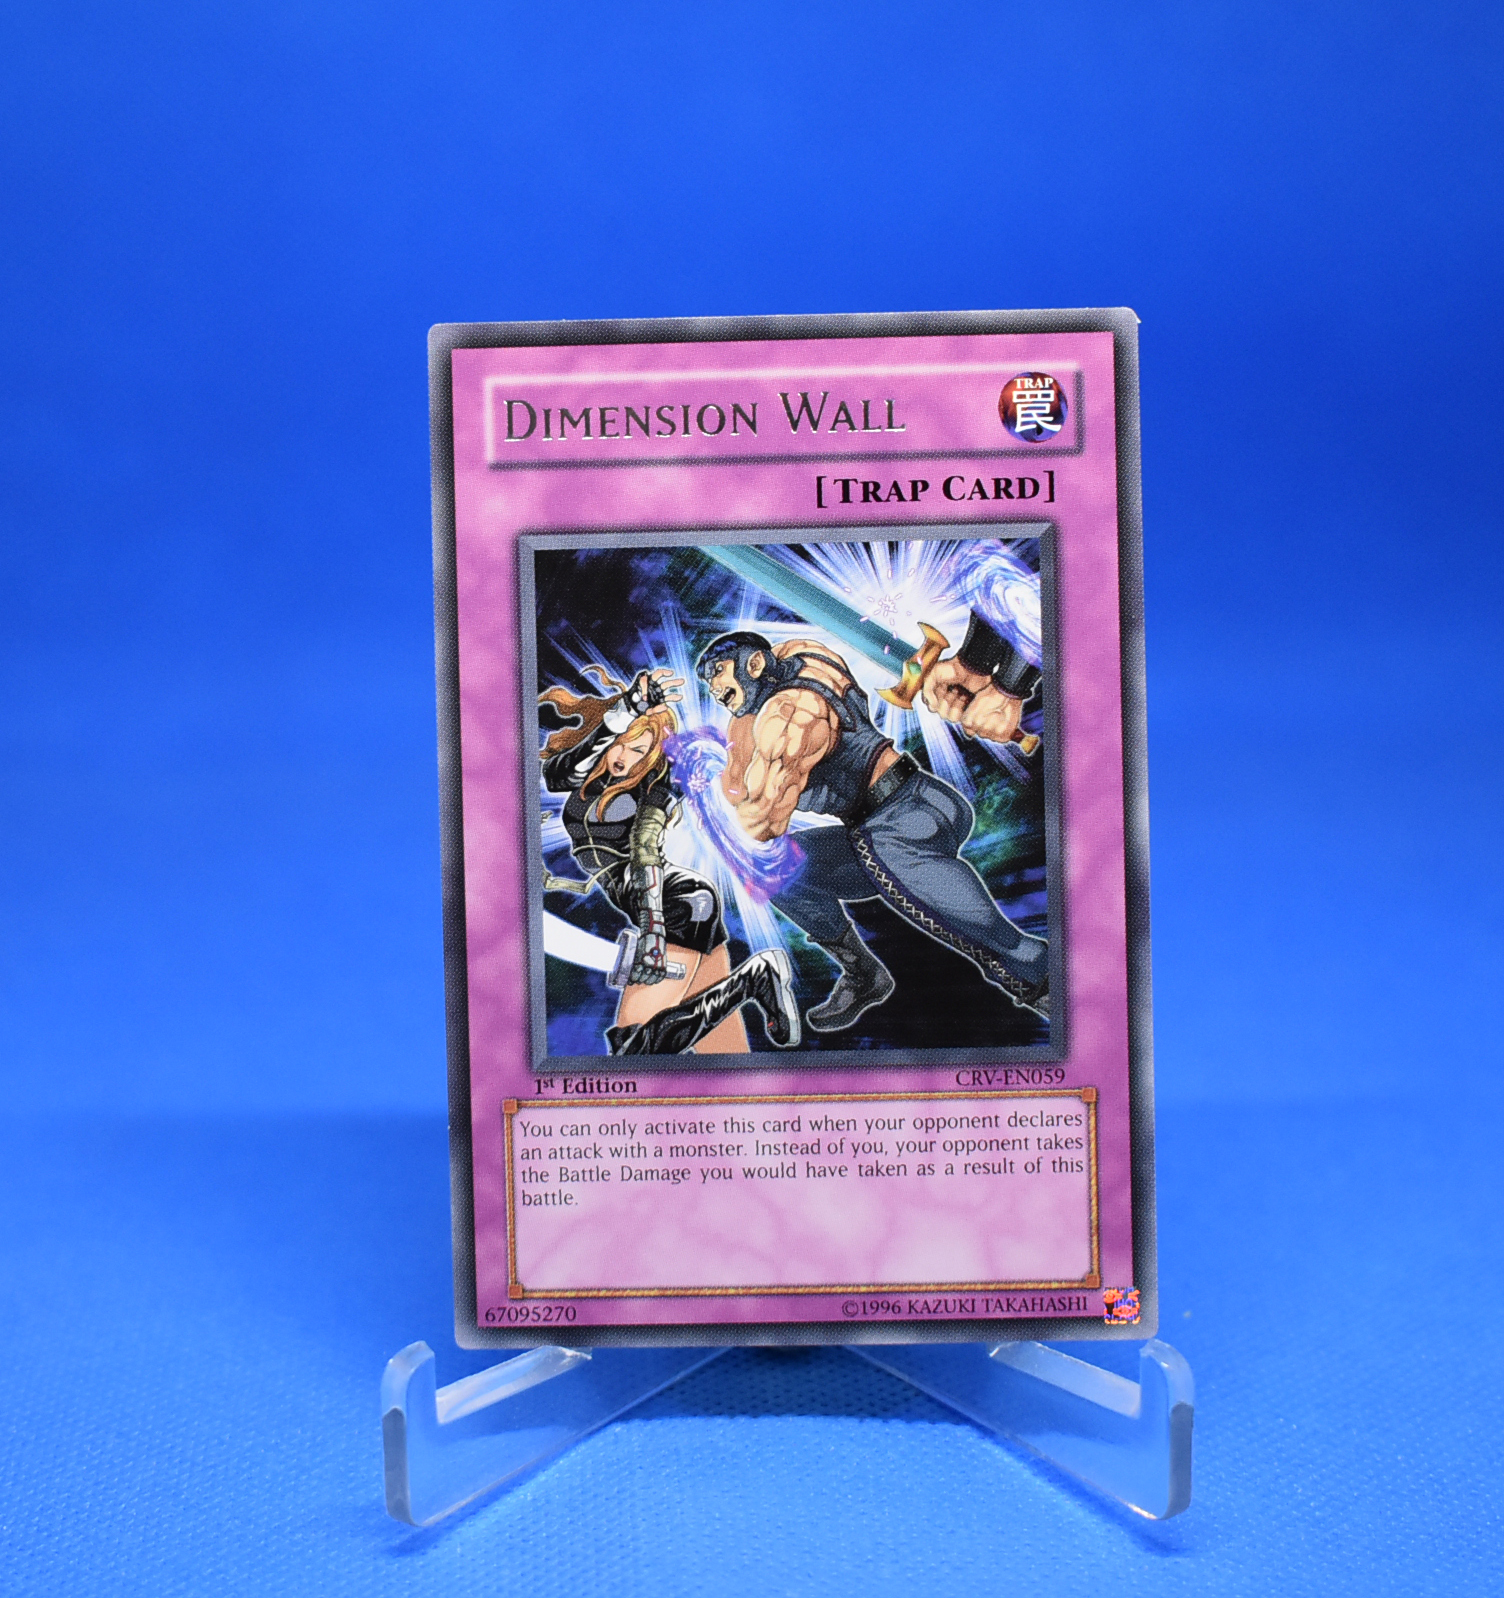 DIMENSION WALL
TRAP
罠
[TRAP CARD]
1st Edition
CRV-EN059
You can only activate this card when your opponent declares
an attack with a monster. Instead of you, your opponent takes
the Battle Damage you would have taken as a result of this
battle.
67095270
©1996 KAZUKI TAKAHASHI